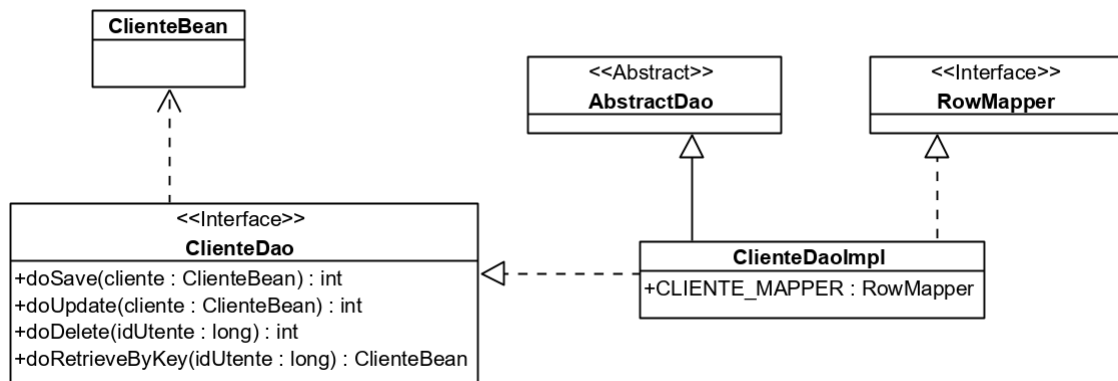 ClienteBean
<<Abstract>>
AbstractDao
<<Interface>>
RowMapper
<<Interface>>
ClienteDao
+doSave(cliente : ClienteBean) : int
+doUpdate(cliente : ClienteBean) : int
+doDelete(idUtente : long) : int
+doRetrieveByKey(idUtente : long) : ClienteBean
ClienteDaoImpl
+CLIENTE_MAPPER : RowMapper